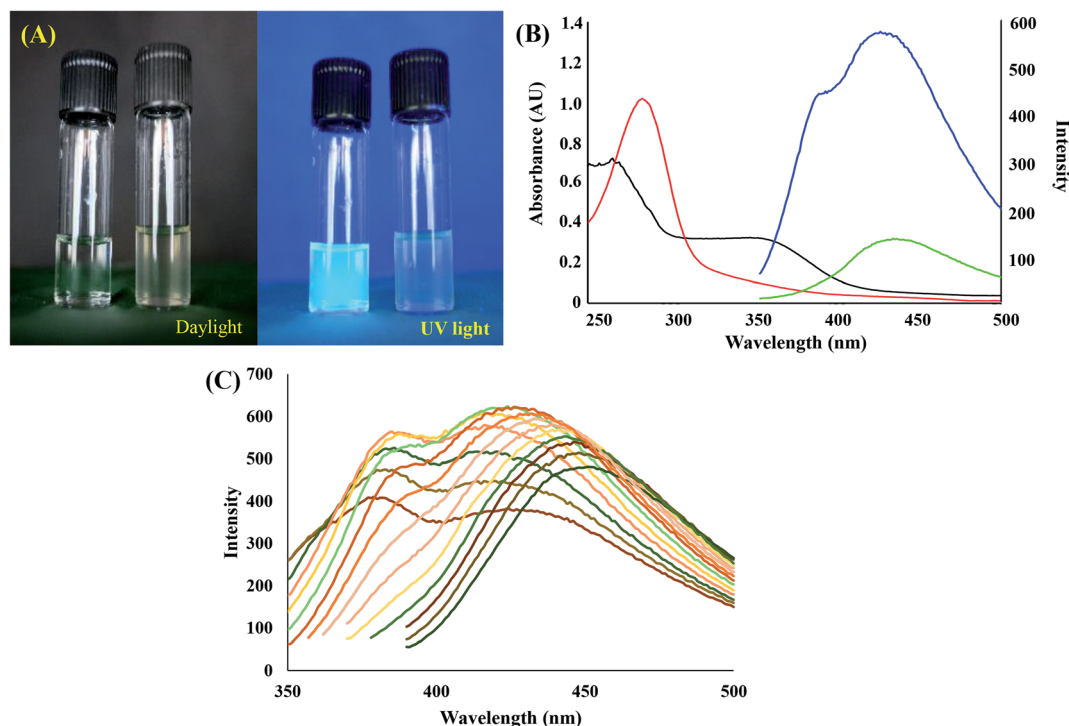 (A)
Daylight
UV light
(B)
1.4
1.2
1.0
0.8
0.6
0.4
0.2
0
Absorbance (AU)
600
500
400
300
200
100
Intensity
250 300 350 400 450 500
Wavelength (nm)
(C)
700
600
500
400
300
200
100
0
Intensity
350 400 450 500
Wavelength (nm)